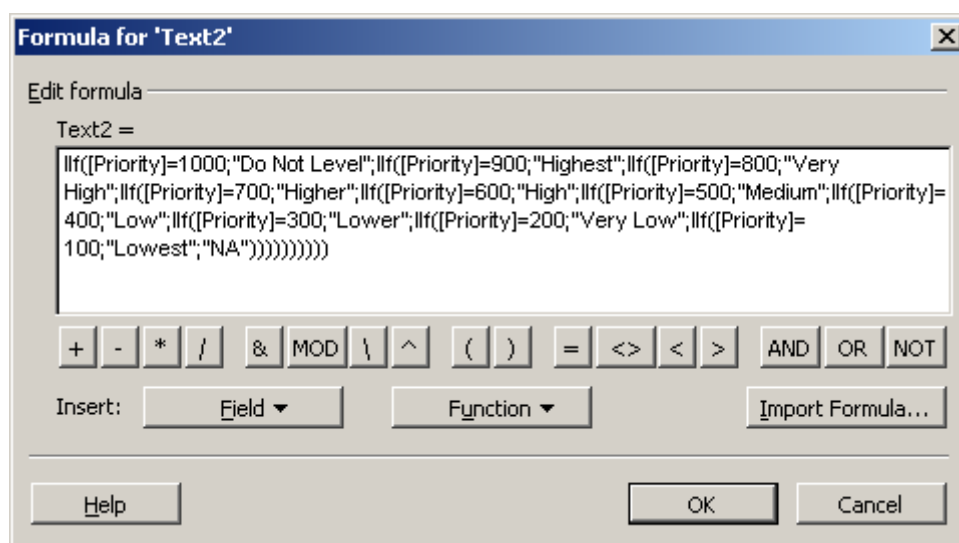 Formula for 'Text2'
Edit formula
Text2 =
IIf([Priority]=1000;"Do Not Level";IIf([Priority]=900;"Highest";IIf([Priority]=800;"Very
High";IIf([Priority]=700;"Higher";IIf([Priority]=600;"High";IIf([Priority]=500;"Medium";IIf([Priority]=
400;"Low";IIf([Priority]=300;"Lower";IIf([Priority]=200;"Very Low";IIf([Priority]=
100;"Lowest";"NA"))))))))))
+ - * / & MOD \ ^ ( ) = <> < > AND OR NOT
Insert: Field Function Import Formula...
Help OK Cancel